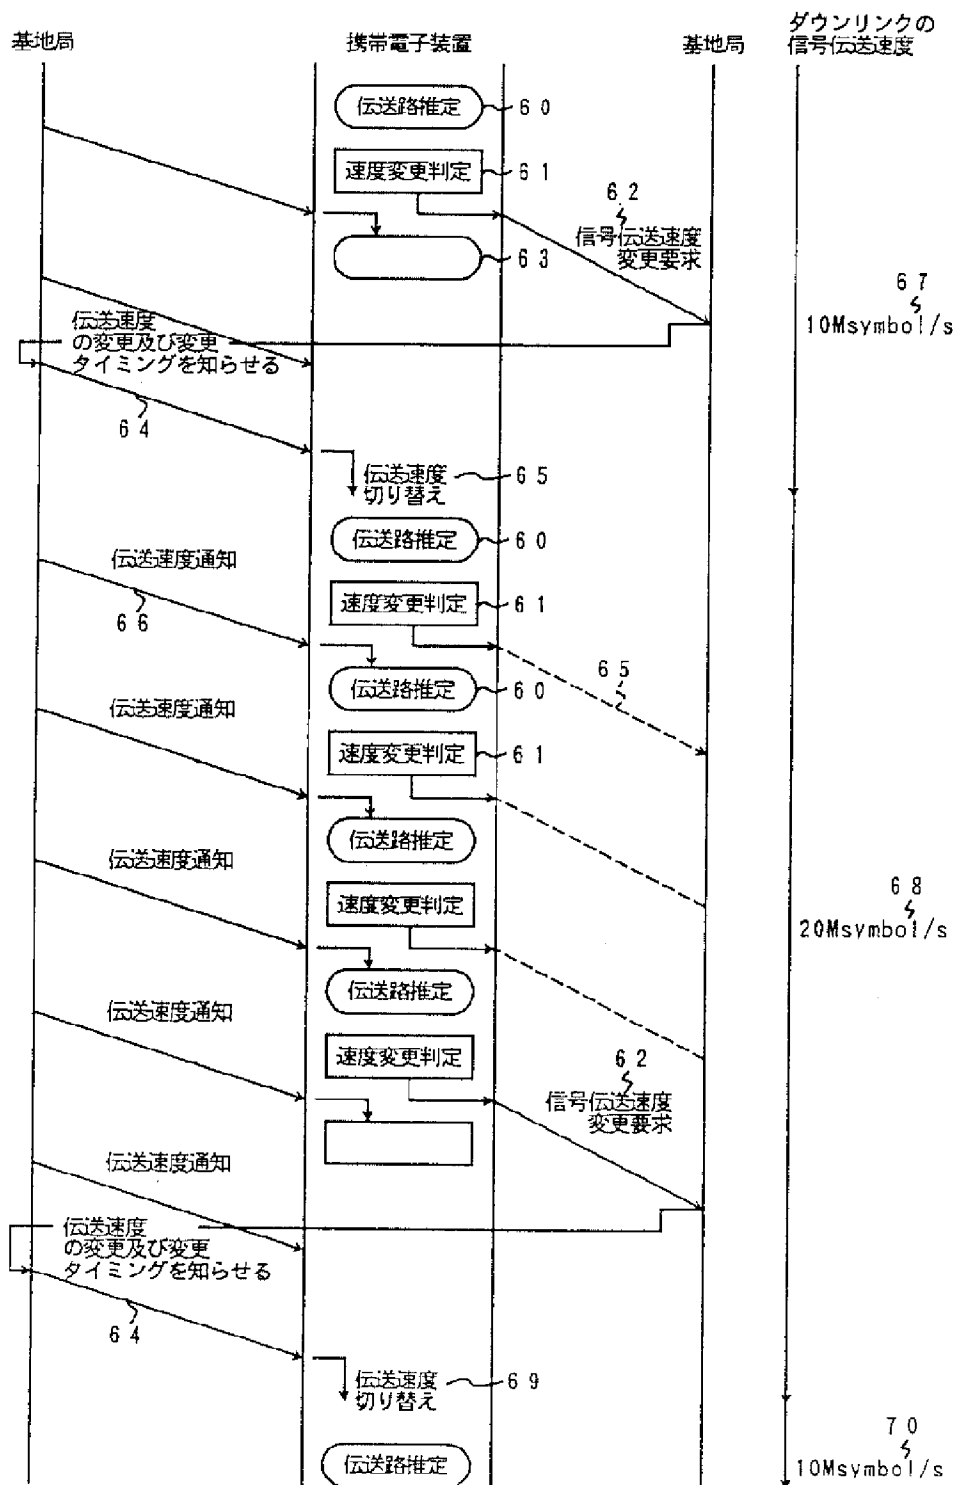 基地局
携帯電子装置
基地局
ダウンリンクの
信号伝送速度
伝送路推定
60
速度変更判定
61
62
信号伝送速度
変更要求
63
67
10Msymbol/s
伝送速度
の変更及び変更
タイミングを知らせる
64
伝送速度
切り替え
65
伝送路推定
60
伝送速度通知
66
速度変更判定
61
65
伝送路推定
60
伝送速度通知
速度変更判定
61
伝送路推定
伝送速度通知
速度変更判定
68
20Msymbol/s
伝送路推定
伝送速度通知
速度変更判定
62
信号伝送速度
変更要求
伝送速度通知
伝送速度
の変更及び変更
タイミングを知らせる
64
伝送速度
切り替え
69
伝送路推定
70
10Msymbol/s